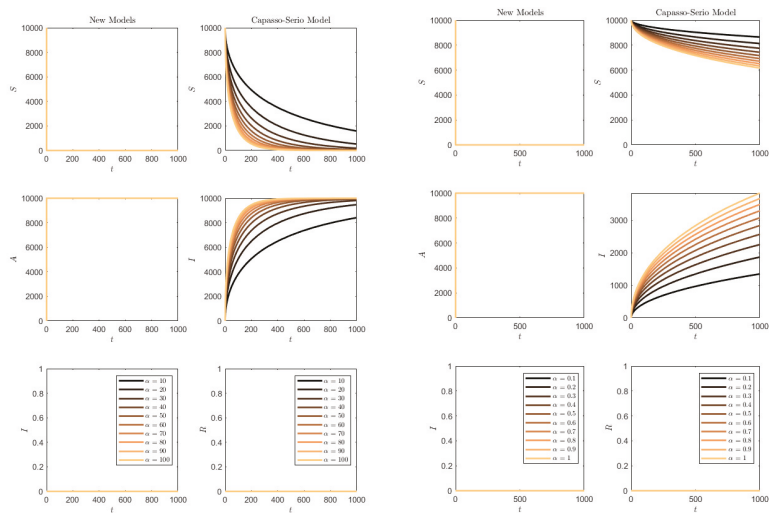 New Models
Capasso-Serio Model
New Models
Capasso-Serio Model
10000
8000
6000
4000
2000
0
S
0 200 400 600 800 1000
t
10000
8000
6000
4000
2000
0
S
0 200 400 600 800 1000
t
10000
8000
6000
4000
2000
0
S
0 500 1000
t
10000
8000
6000
4000
2000
0
S
0 500 1000
t
10000
8000
6000
4000
2000
0
A
0 200 400 600 800 1000
t
10000
8000
6000
4000
2000
0
I
0 200 400 600 800 1000
t
10000
8000
6000
4000
2000
0
A
0 500 1000
t
3000
2000
1000
0
I
0 500 1000
t
1
0.8
0.6
0.4
0.2
0
I
α = 10
α = 20
α = 30
α = 40
α = 50
α = 60
α = 70
α = 80
α = 90
α = 100
0 200 400 600 800 1000
t
1
0.8
0.6
0.4
0.2
0
R
α = 10
α = 20
α = 30
α = 40
α = 50
α = 60
α = 70
α = 80
α = 90
α = 100
0 200 400 600 800 1000
t
1
0.8
0.6
0.4
0.2
0
I
α = 0.1
α = 0.2
α = 0.3
α = 0.4
α = 0.5
α = 0.6
α = 0.7
α = 0.8
α = 0.9
α = 1
0 500 1000
t
1
0.8
0.6
0.4
0.2
0
R
α = 0.1
α = 0.2
α = 0.3
α = 0.4
α = 0.5
α = 0.6
α = 0.7
α = 0.8
α = 0.9
α = 1
0 500 1000
t